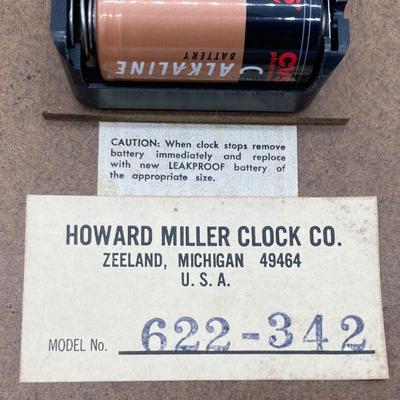 ALKALINE
BATTERY
C
CAUTION: When clock stops remove
battery immediately and replace
with new LEAKPROOF battery of
the appropriate size.
HOWARD MILLER CLOCK CO.
ZEELAND, MICHIGAN 49464
U. S. A.
MODEL No. 622-342